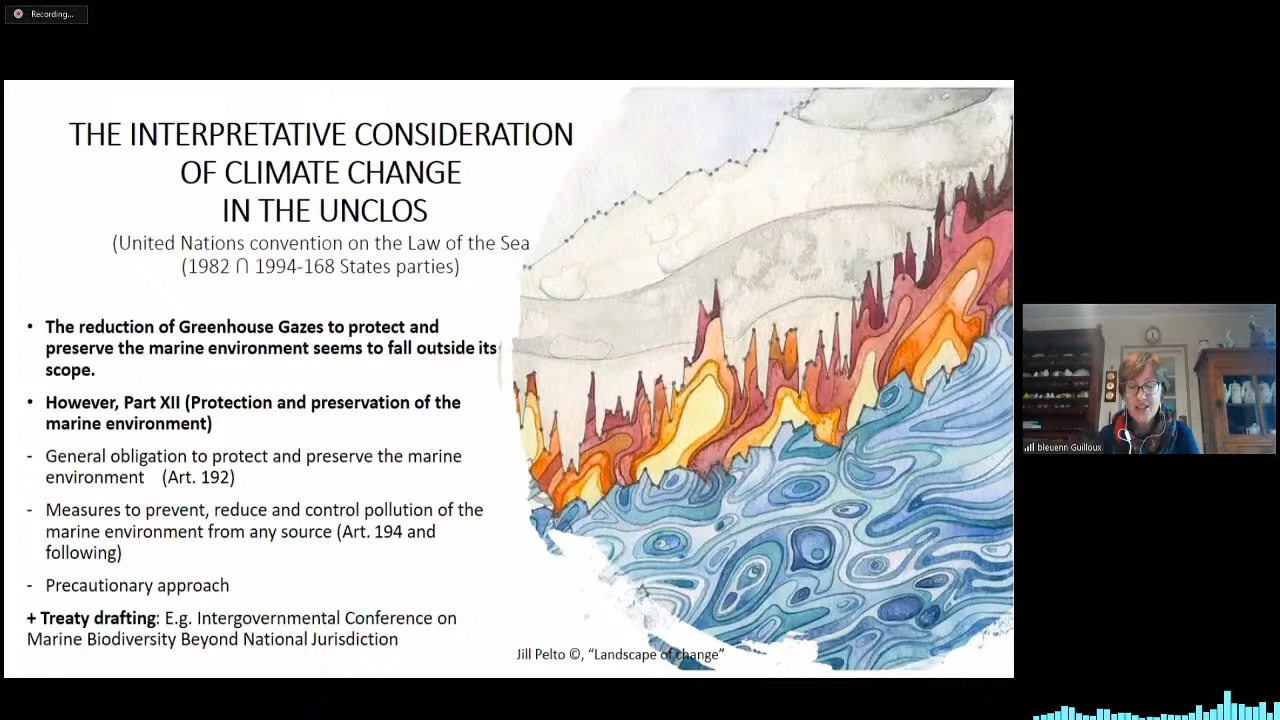 Recording...
THE INTERPRETATIVE CONSIDERATION
OF CLIMATE CHANGE
IN THE UNCLOS
(United Nations convention on the Law of the Sea
(1982 ∩ 1994-168 States parties)
• The reduction of Greenhouse Gazes to protect and
preserve the marine environment seems to fall outside its
scope.
• However, Part XII (Protection and preservation of the
marine environment)
- General obligation to protect and preserve the marine
environment (Art. 192)
- Measures to prevent, reduce and control pollution of the
marine environment from any source (Art. 194 and
following)
- Precautionary approach
+ Treaty drafting: E.g. Intergovernmental Conference on
Marine Biodiversity Beyond National Jurisdiction
Jill Pelto ©, “Landscape of change”
bleuenn Guilloux